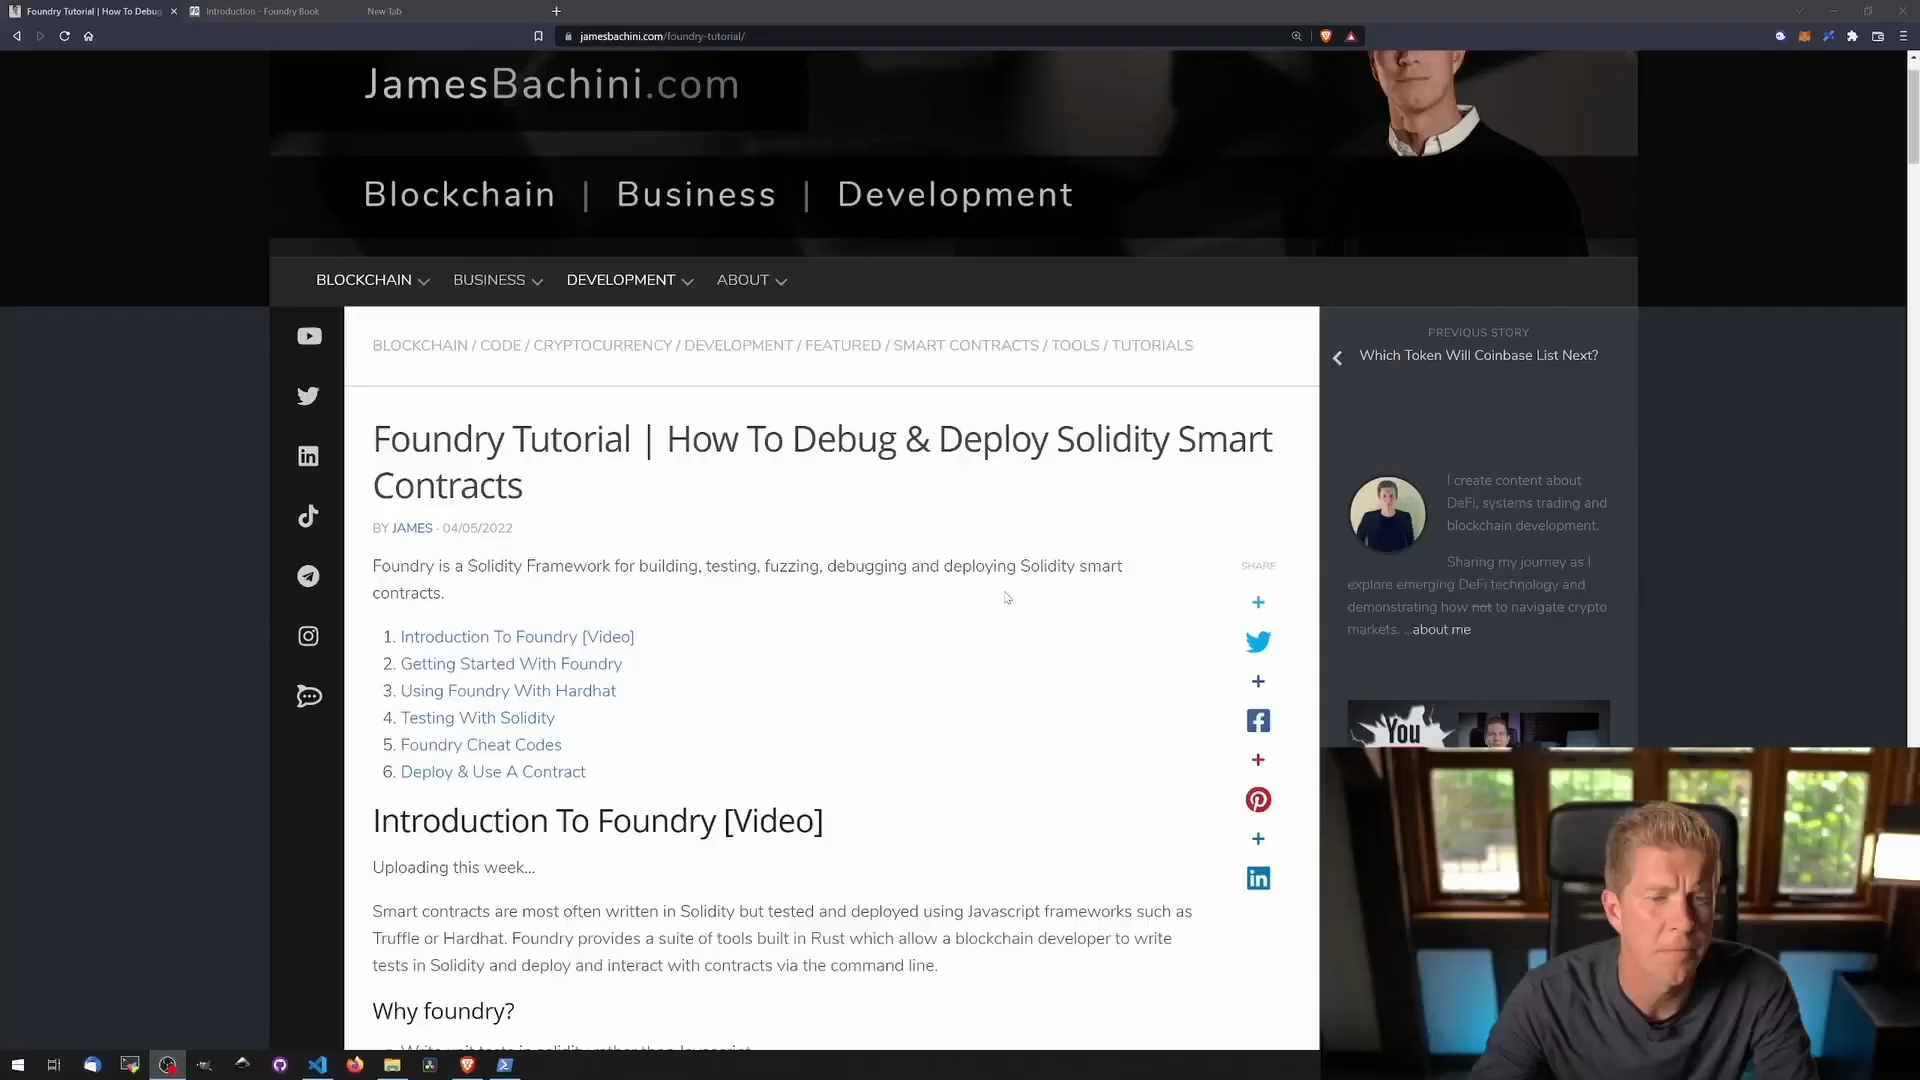 Foundry Tutorial | How To Debug
Introduction - Foundry Book
New Tab
jamesbachini.com/foundry-tutorial/
JamesBachini.com
Blockchain | Business | Development
BLOCKCHAIN BUSINESS DEVELOPMENT ABOUT
BLOCKCHAIN / CODE / CRYPTOCURRENCY / DEVELOPMENT / FEATURED / SMART CONTRACTS / TOOLS / TUTORIALS
Foundry Tutorial | How To Debug & Deploy Solidity Smart
Contracts
BY JAMES · 04/05/2022
Foundry is a Solidity Framework for building, testing, fuzzing, debugging and deploying Solidity smart
contracts.
1. Introduction To Foundry [Video]
2. Getting Started With Foundry
3. Using Foundry With Hardhat
4. Testing With Solidity
5. Foundry Cheat Codes
6. Deploy & Use A Contract
Introduction To Foundry [Video]
Uploading this week...
Smart contracts are most often written in Solidity but tested and deployed using Javascript frameworks such as
Truffle or Hardhat. Foundry provides a suite of tools built in Rust which allow a blockchain developer to write
tests in Solidity and deploy and interact with contracts via the command line.
Why foundry?
Write unit tests in solidity rather than Javascript
SHARE
PREVIOUS STORY
Which Token Will Coinbase List Next?
I create content about
DeFi, systems trading and
blockchain development.
Sharing my journey as I
explore emerging DeFi technology and
demonstrating how not to navigate crypto
markets. ...about me
You